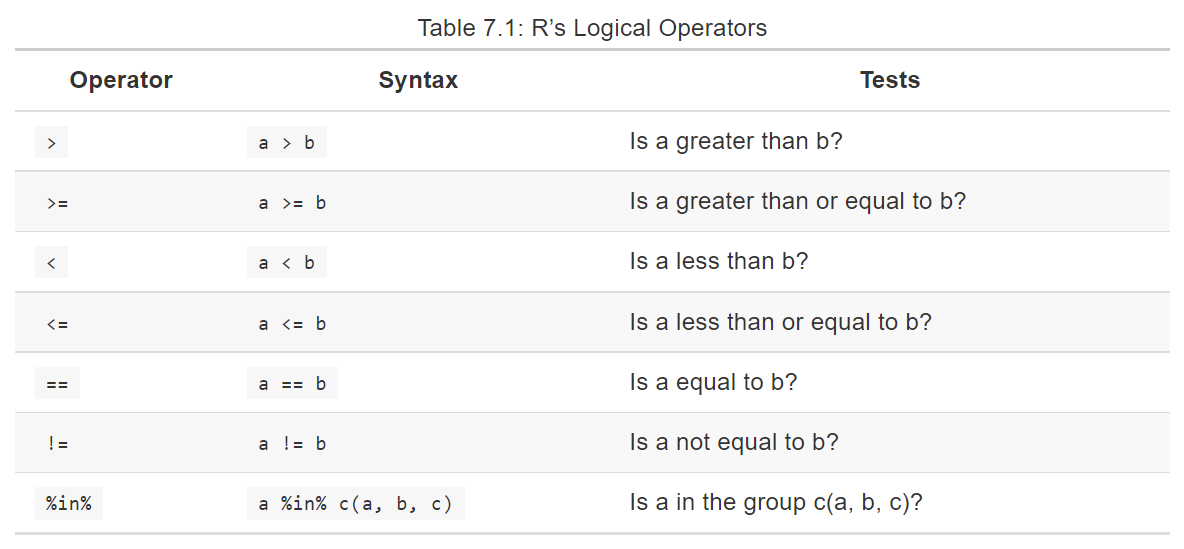 Table 7.1: R’s Logical Operators
Operator Syntax Tests
> a > b Is a greater than b?
>= a >= b Is a greater than or equal to b?
< a < b Is a less than b?
<= a <= b Is a less than or equal to b?
== a == b Is a equal to b?
!= a != b Is a not equal to b?
%in% a %in% c(a, b, c) Is a in the group c(a, b, c)?